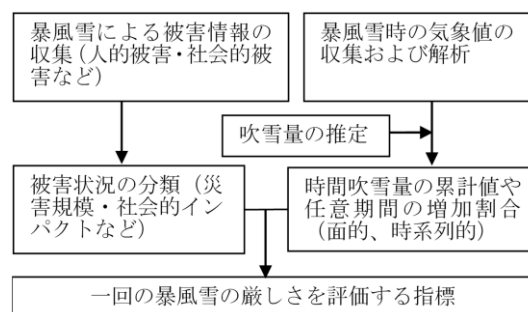 暴風雪による被害情報の
収集（人的被害・社会的被
害など）
暴風雪時の気象値の
収集および解析
吹雪量の推定
被害状況の分類（災
害規模・社会的イン
パクトなど）
時間吹雪量の累計値や
任意期間の増加割合
（面的、時系列的）
一回の暴風雪の厳しさを評価する指標